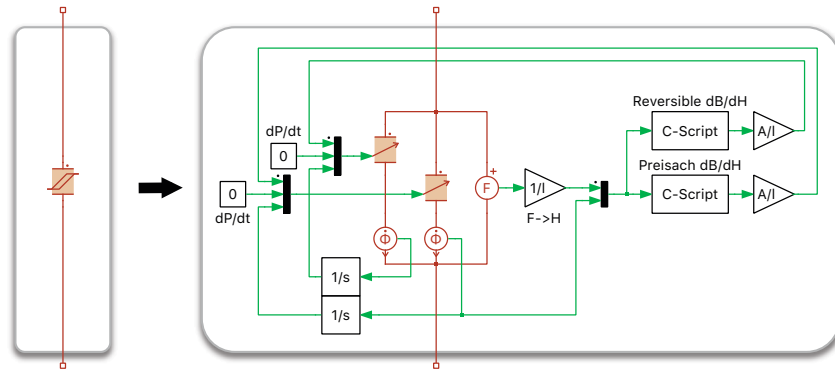 Reversible dB/dH
C-Script
A/l
dP/dt
0
Preisach dB/dH
C-Script
A/l
0
dP/dt
F
+
1/l
F->H
Φ
Φ
1/s
1/s